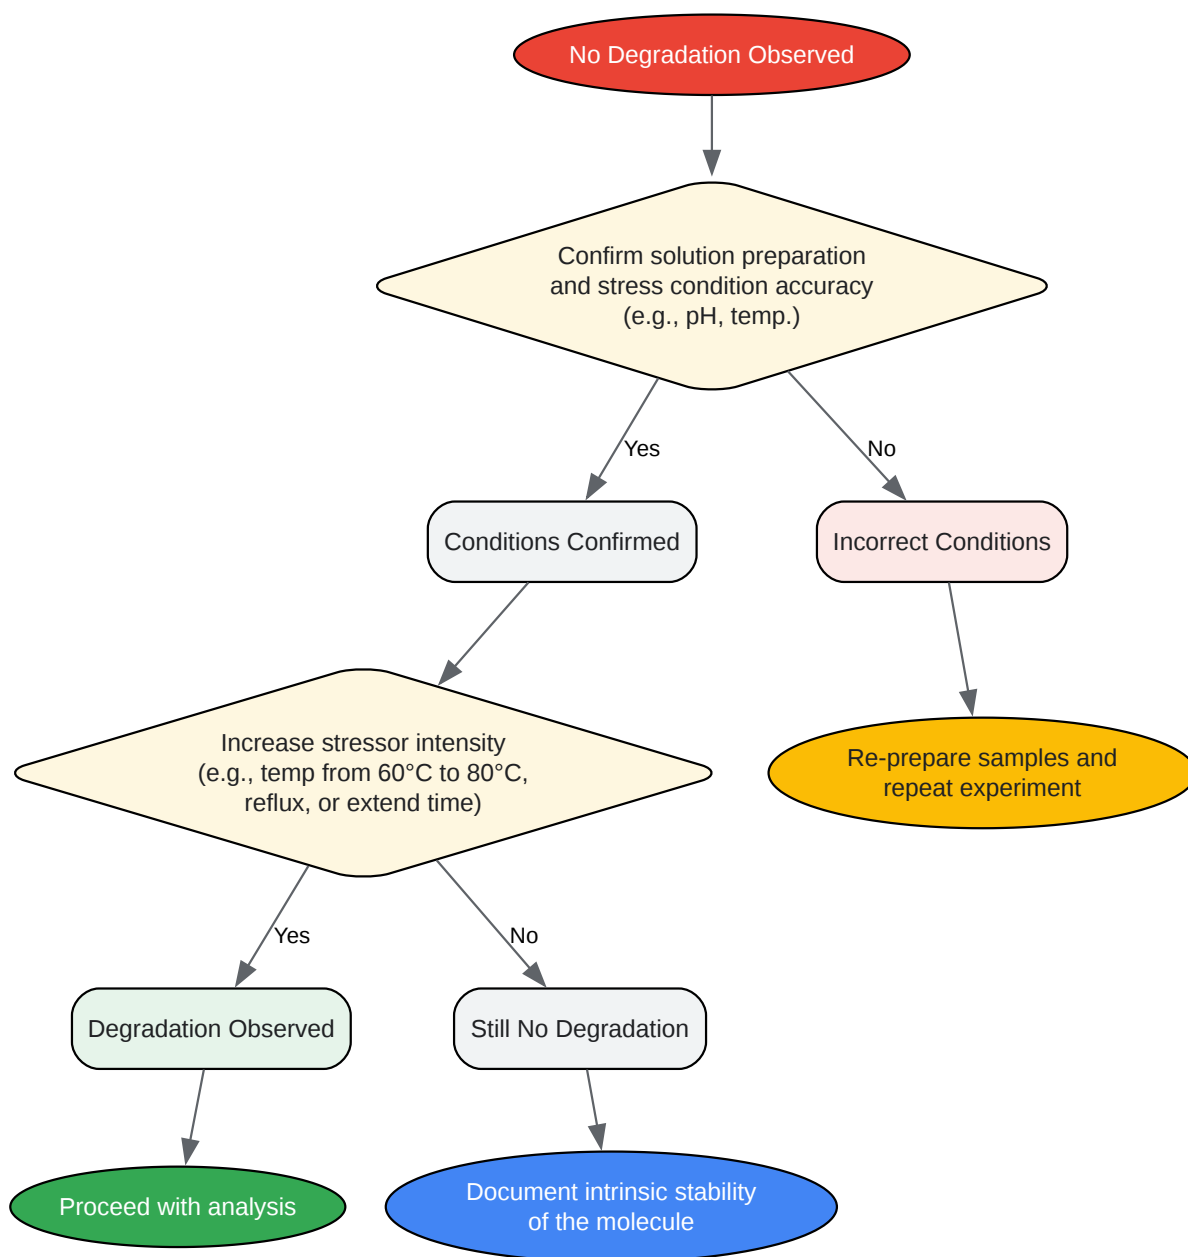 No Degradation Observed
Confirm solution preparation
and stress condition accuracy
(e.g., pH, temp.)
Yes
No
Conditions Confirmed
Incorrect Conditions
Increase stressor intensity
(e.g., temp from 60°C to 80°C,
reflux, or extend time)
Re-prepare samples and
repeat experiment
Yes
No
Degradation Observed
Still No Degradation
Proceed with analysis
Document intrinsic stability
of the molecule